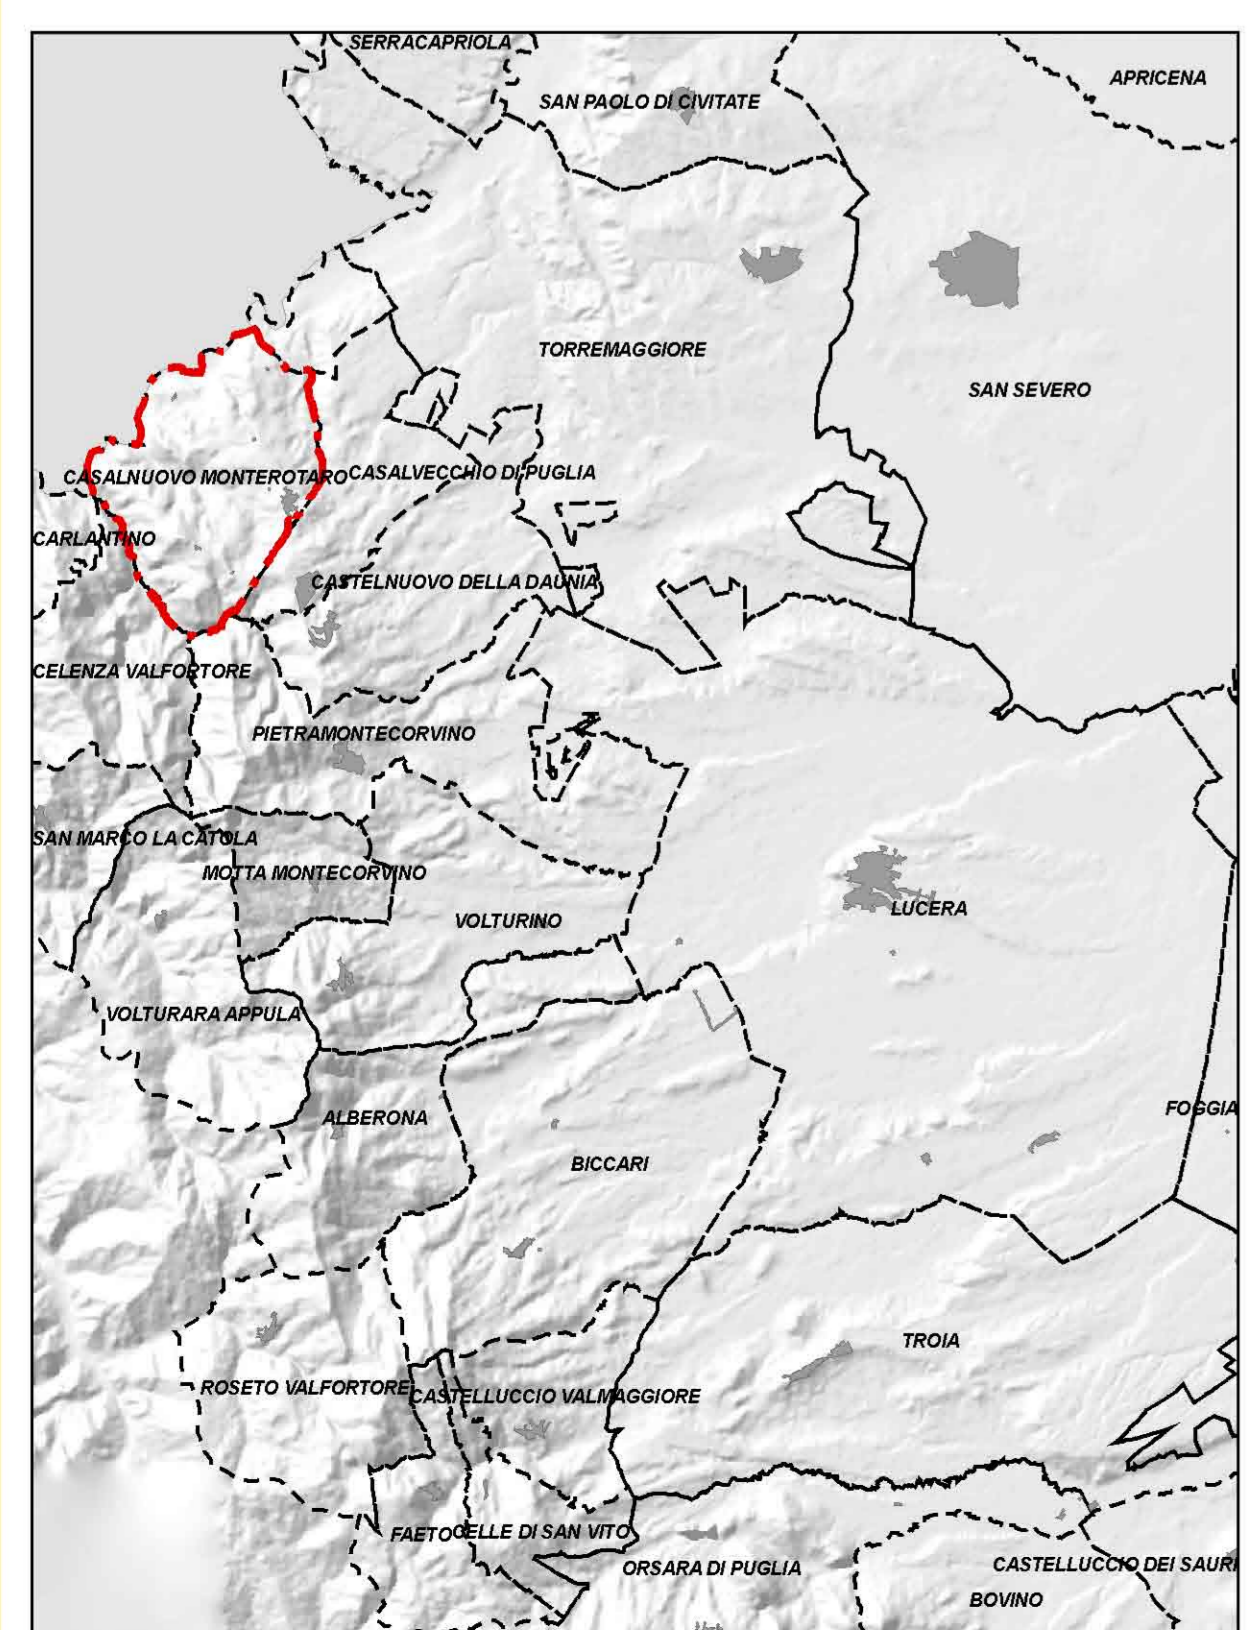 SERRACAPRIOLA
APRICENA
SAN PAOLO DI CIVITATE
TORREMAGGIORE
SAN SEVERO
CASALNUOVO MONTEROTARO
CASALVECCHIO DI PUGLIA
CARLANTINO
CASTELNUOVO DELLA DAUNIA
CELENZA VALFORTORE
PIETRAMONTECORVINO
SAN MARCO LA CATOLA
MOTTA MONTECORVINO
LUCERA
VOLTURINO
VOLTURARA APPULA
FOGGIA
ALBERONA
BICCARI
TROIA
ROSETO VALFORTORE
CASTELLUCCIO VALMAGGIORE
FAETO
CELLE DI SAN VITO
ORSARA DI PUGLIA
CASTELLUCCIO DEI SAURI
BOVINO